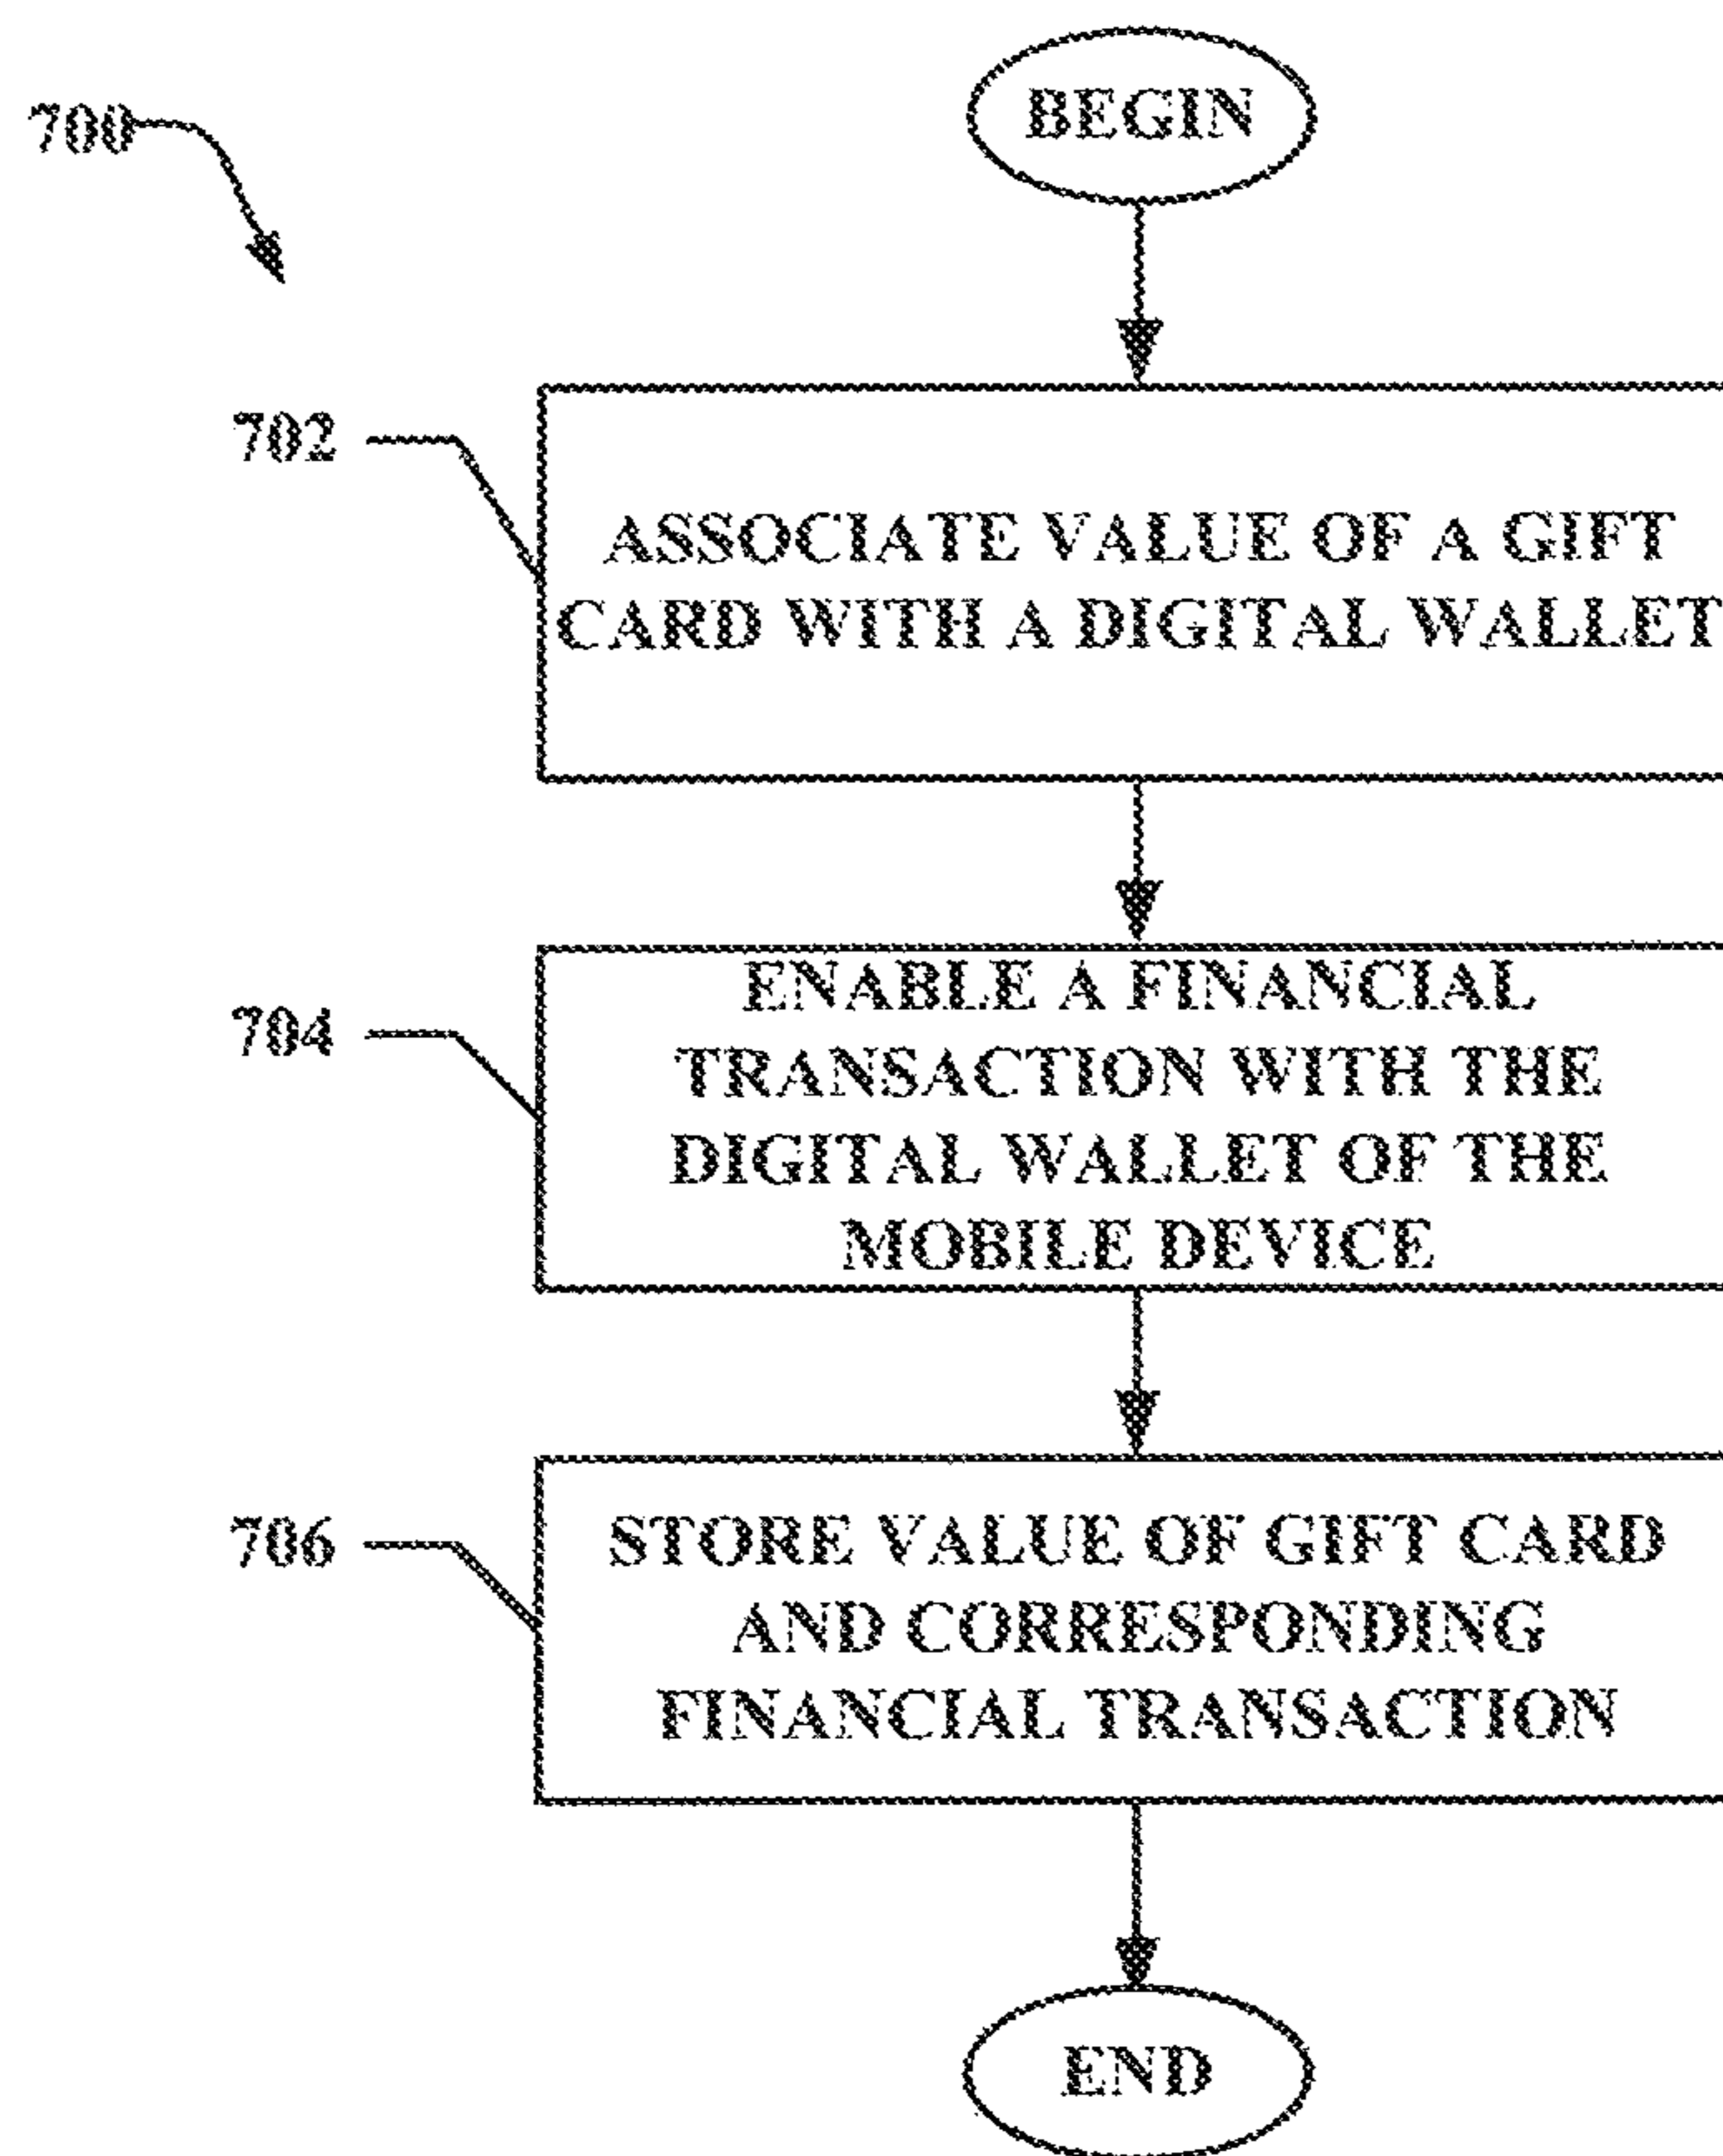 700
BEGIN
702
ASSOCIATE VALUE OF A GIFT
CARD WITH A DIGITAL WALLET
704
ENABLE A FINANCIAL
TRANSACTION WITH THE
DIGITAL WALLET OF THE
MOBILE DEVICE
706
STORE VALUE OF GIFT CARD
AND CORRESPONDING
FINANCIAL TRANSACTION
END